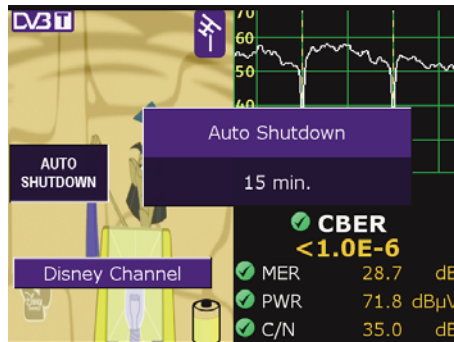 DVB T
70
60
50
40
Auto Shutdown
15 min.
AUTO
SHUTDOWN
CBER
<1.0E-6
Disney Channel
MER 28.7 dB
PWR 71.8 dBµV
C/N 35.0 dB